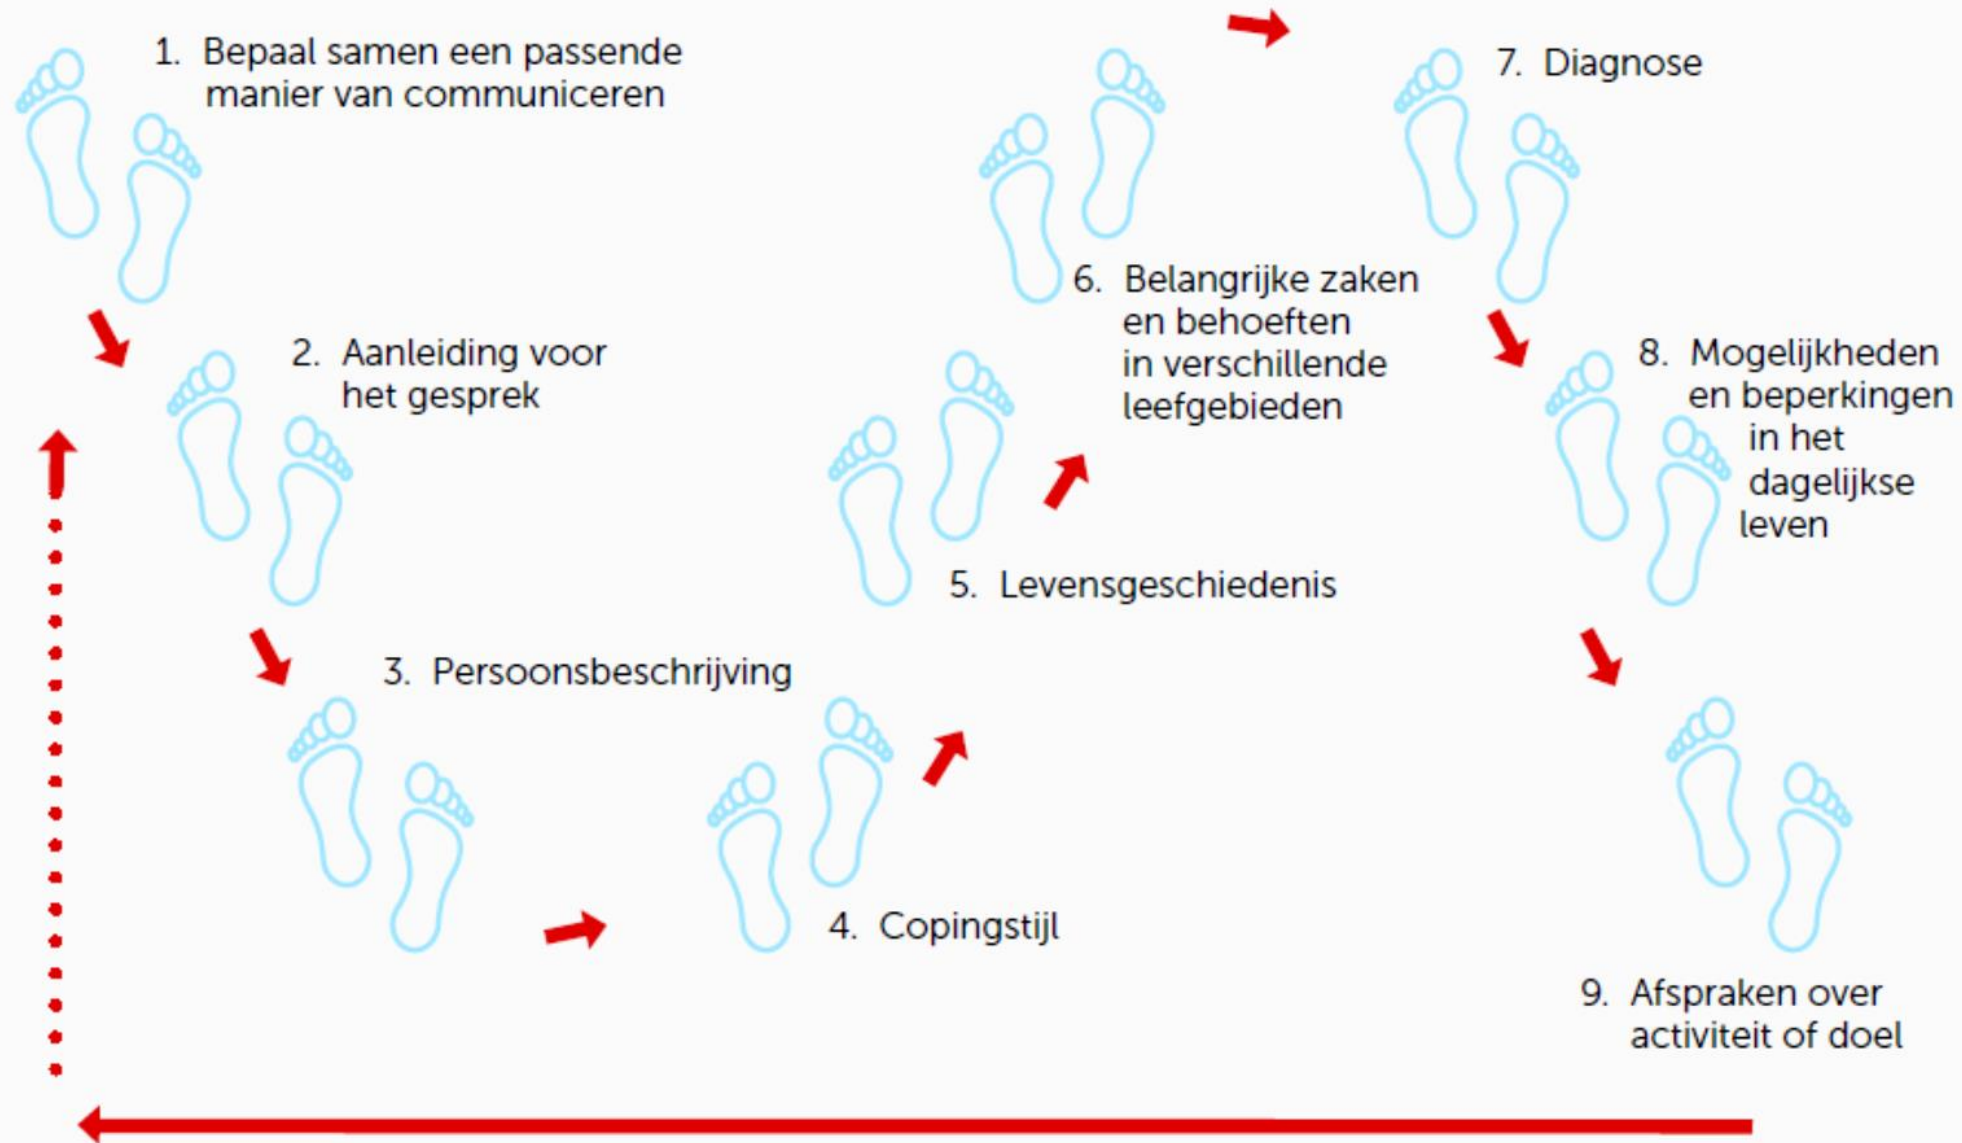 1. Bepaal samen een passende
manier van communiceren
2. Aanleiding voor
het gesprek
3. Persoonsbeschrijving
4. Copingstijl
5. Levensgeschiedenis
6. Belangrijke zaken
en behoeften
in verschillende
leefgebieden
7. Diagnose
8. Mogelijkheden
en beperkingen
in het
dagelijkse
leven
9. Afspraken over
activiteit of doel